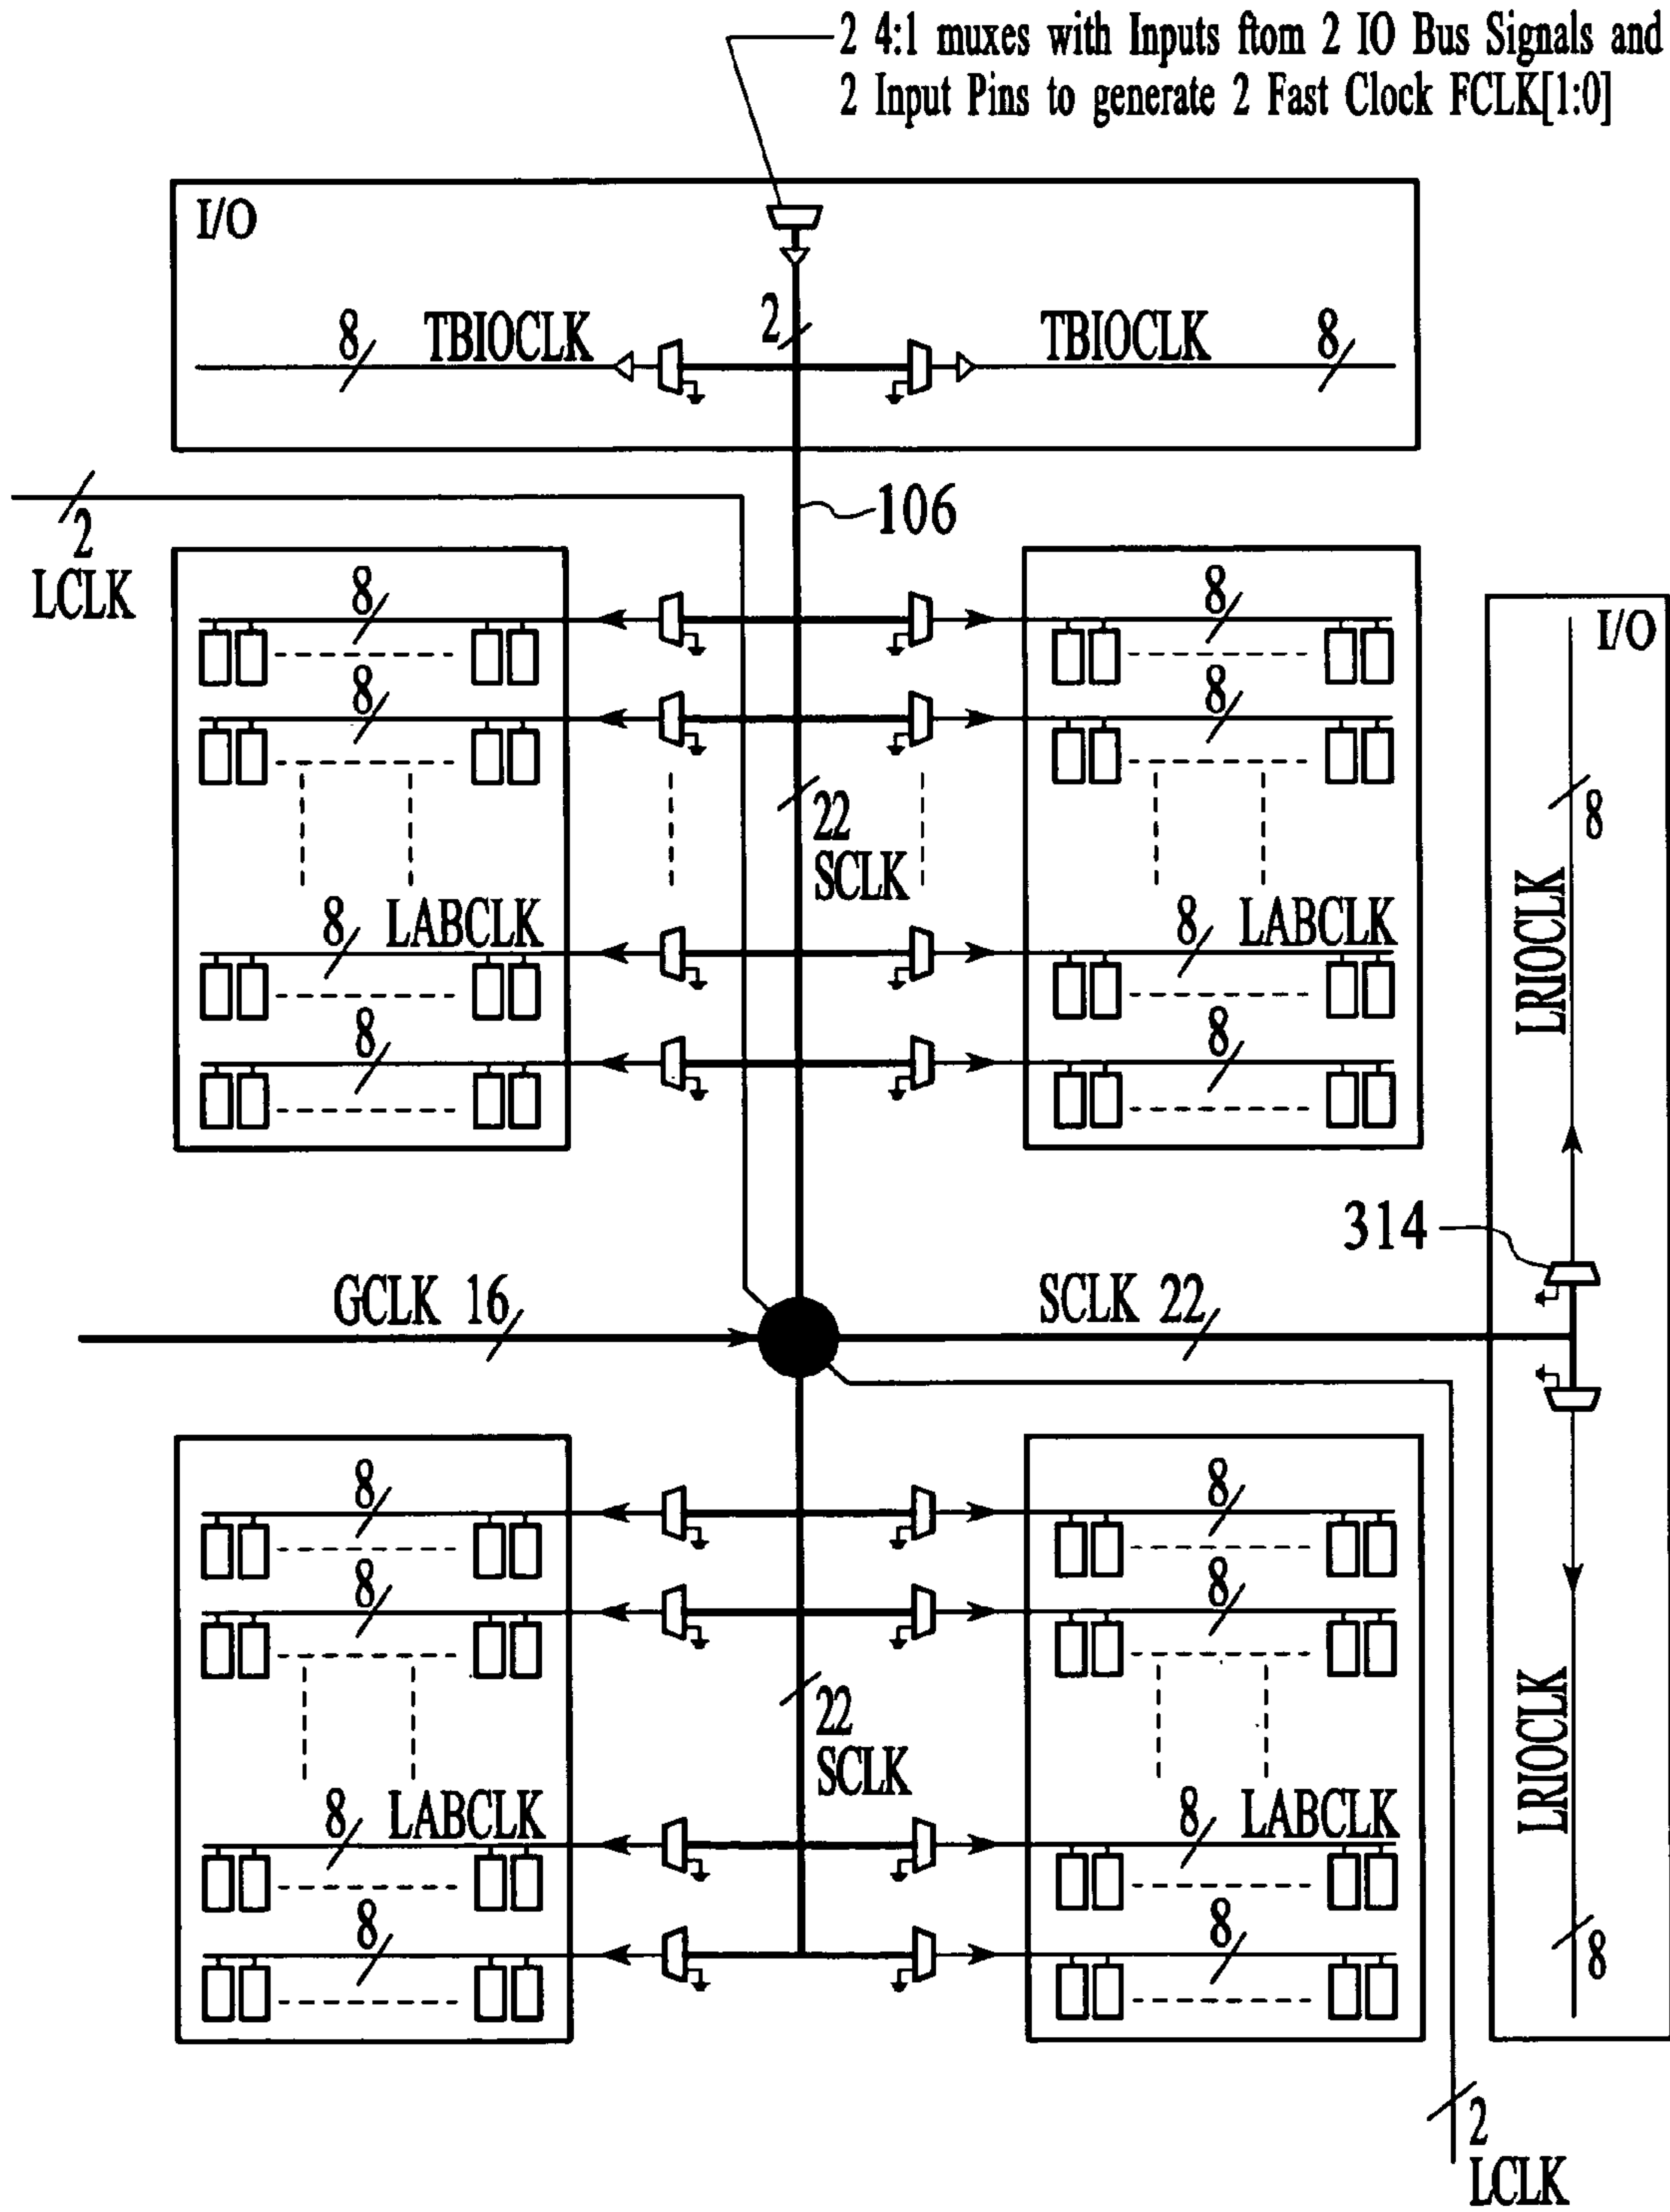 2 4:1 muxes with Inputs ftom 2 IO Bus Signals and
2 Input Pins to generate 2 Fast Clock FCLK[1:0]
I/O
2
8 TBIOCLK
TBIOCLK 8
2
LCLK
106
8
8
I/O
8
8
8
22
SCLK
LRIOCLK
8 LABCLK
8 LABCLK
8
8
314
GCLK 16
SCLK 22
8
8
8
8
22
SCLK
LRIOCLK
8 LABCLK
8 LABCLK
8
8
8
2
LCLK